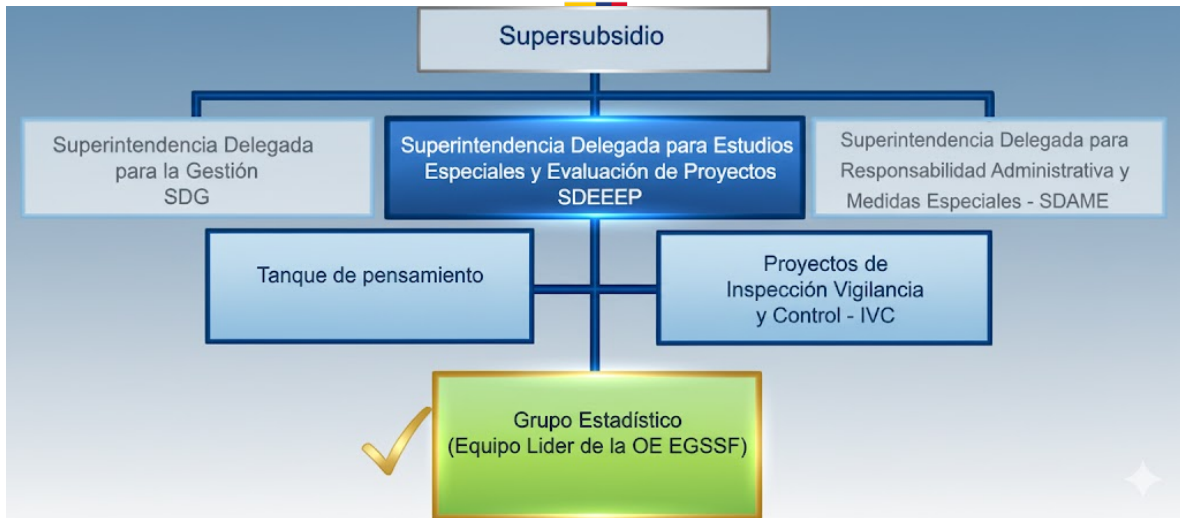 Supersubsidio
Superintendencia Delegada
para la Gestión
SDG
Superintendencia Delegada para Estudios
Especiales y Evaluación de Proyectos
SDEEEP
Superintendencia Delegada para
Responsabilidad Administrativa y
Medidas Especiales - SDAME
Tanque de pensamiento
Proyectos de
Inspección Vigilancia
y Control - IVC
Grupo Estadístico
(Equipo Lider de la OE EGSSF)